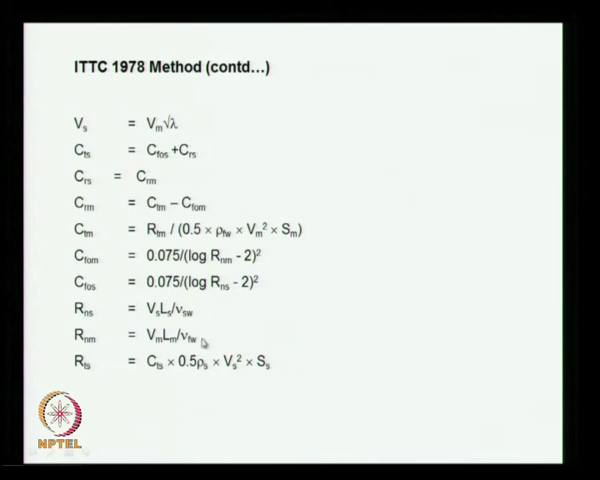 ITTC 1978 Method (contd...)
Vs = Vm√λ
Cts = Cfos +Crs
Crs = Crm
Crm = Ctm – Cfom
Ctm = Rtm / (0.5 × ρfw × Vm² × Sm)
Cfom = 0.075/(log Rnm - 2)²
Cfos = 0.075/(log Rns - 2)²
Rns = VsLs/νsw
Rnm = VmLm/νfw
Rts = Cts × 0.5ρs × Vs² × Ss
NPTEL